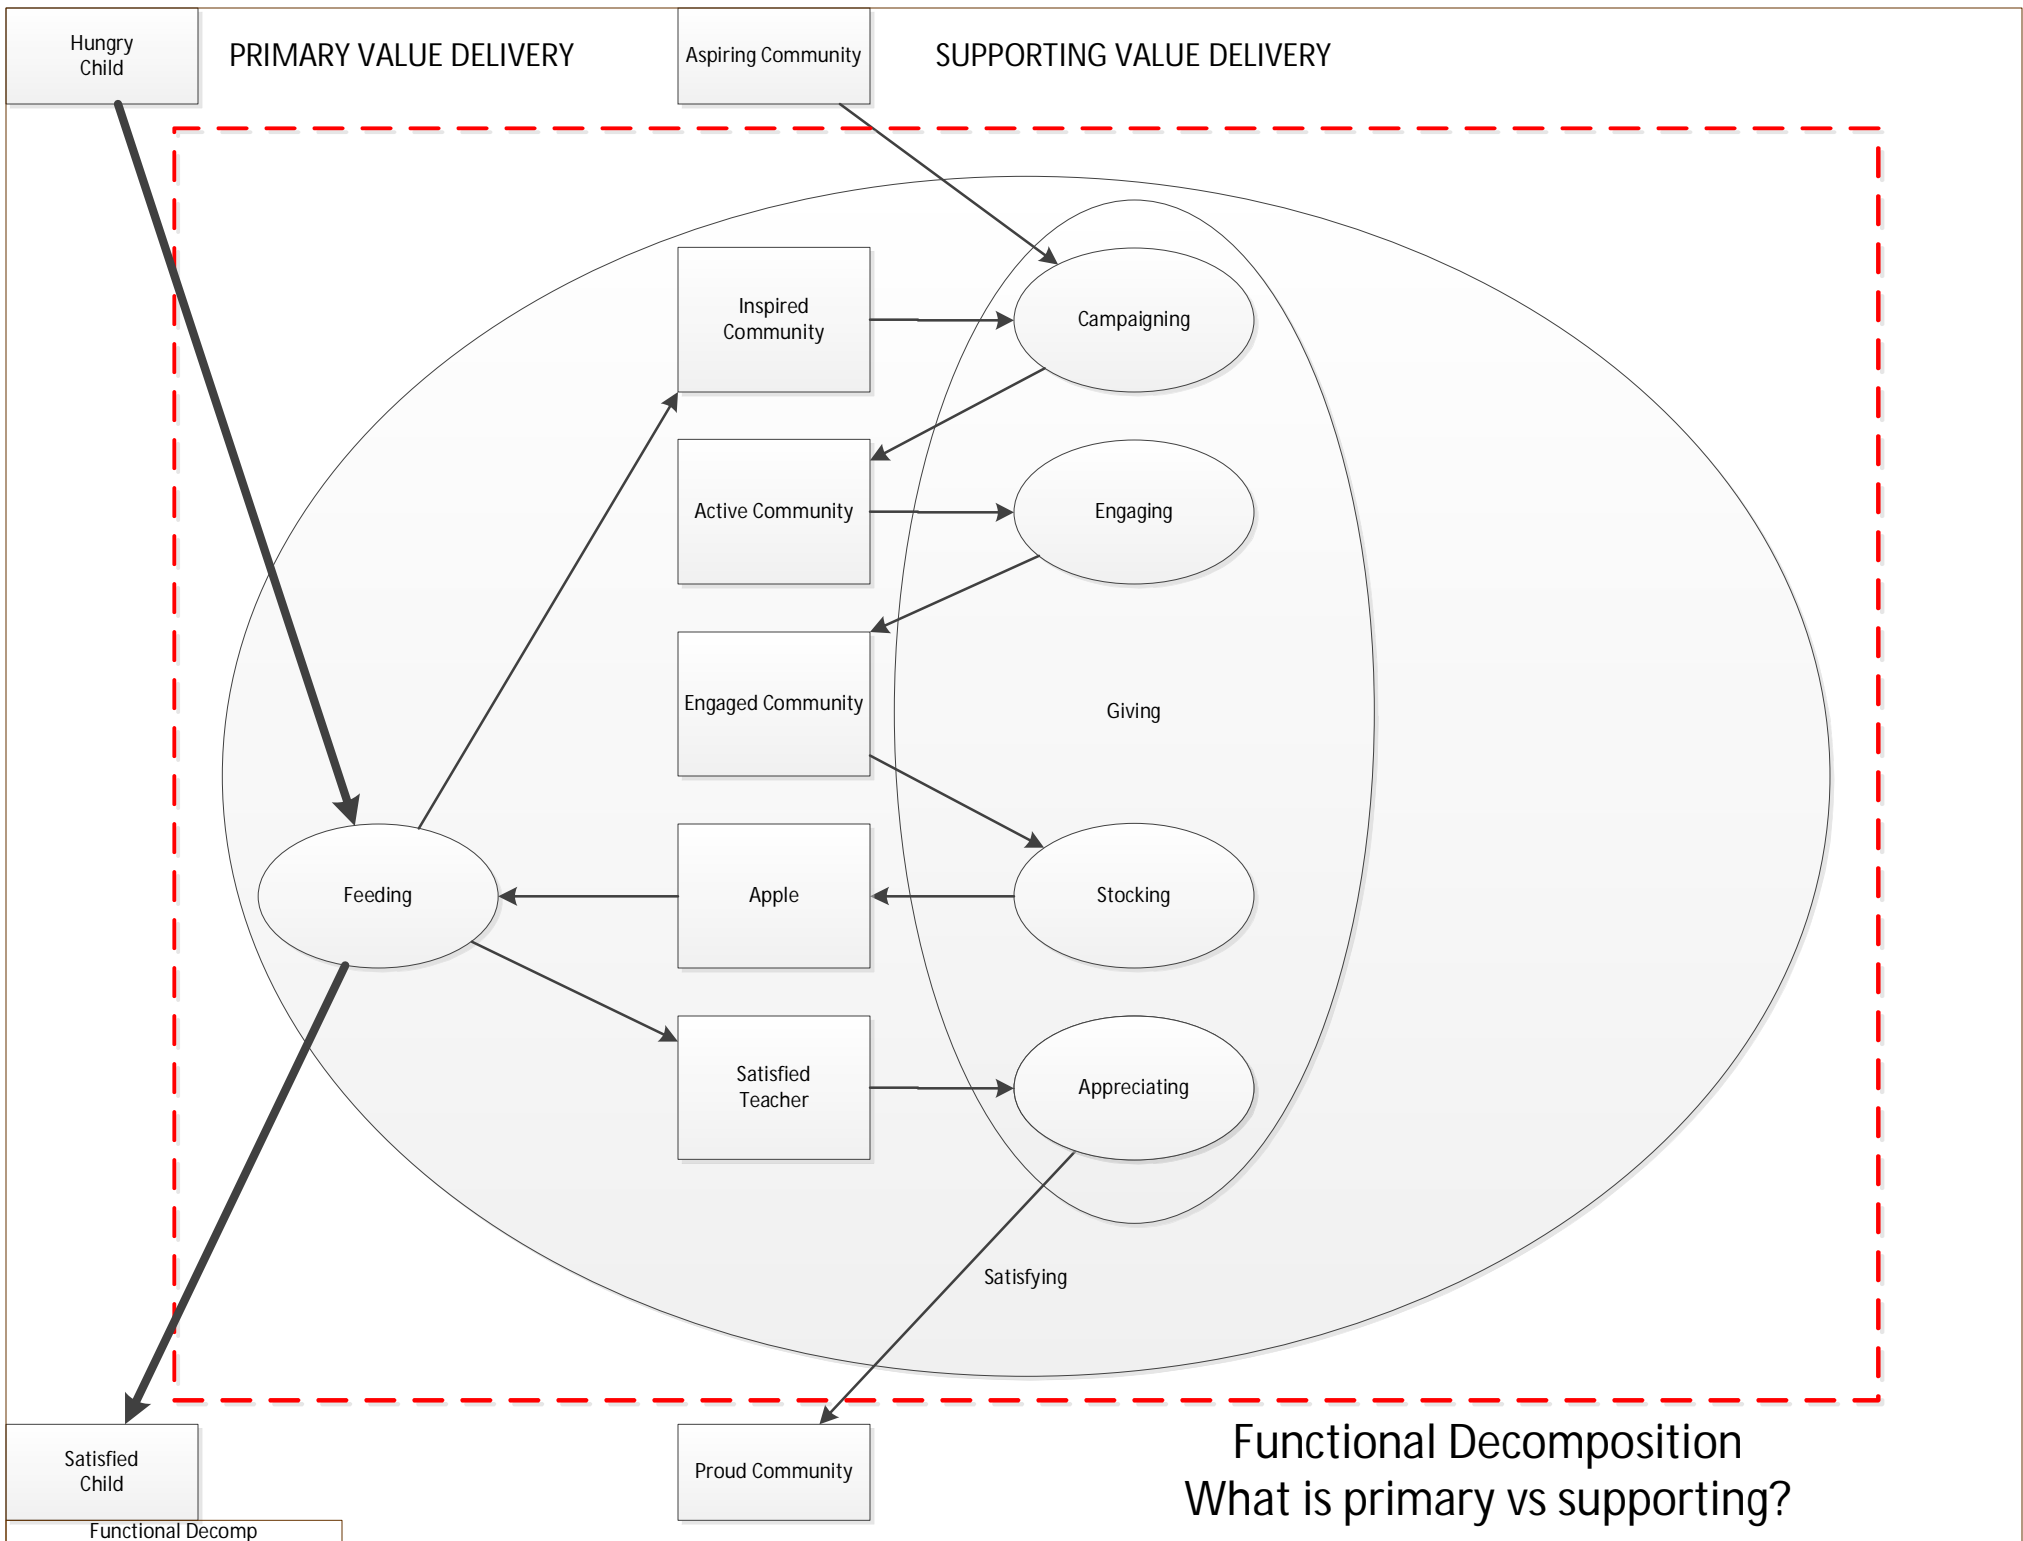 Hungry
Child
PRIMARY VALUE DELIVERY
Aspiring Community
SUPPORTING VALUE DELIVERY
Inspired
Community
Campaigning
Active Community
Engaging
Engaged Community
Giving
Feeding
Apple
Stocking
Satisfied
Teacher
Appreciating
Satisfying
Satisfied
Child
Proud Community
Functional Decomposition
What is primary vs supporting?
Functional Decomp